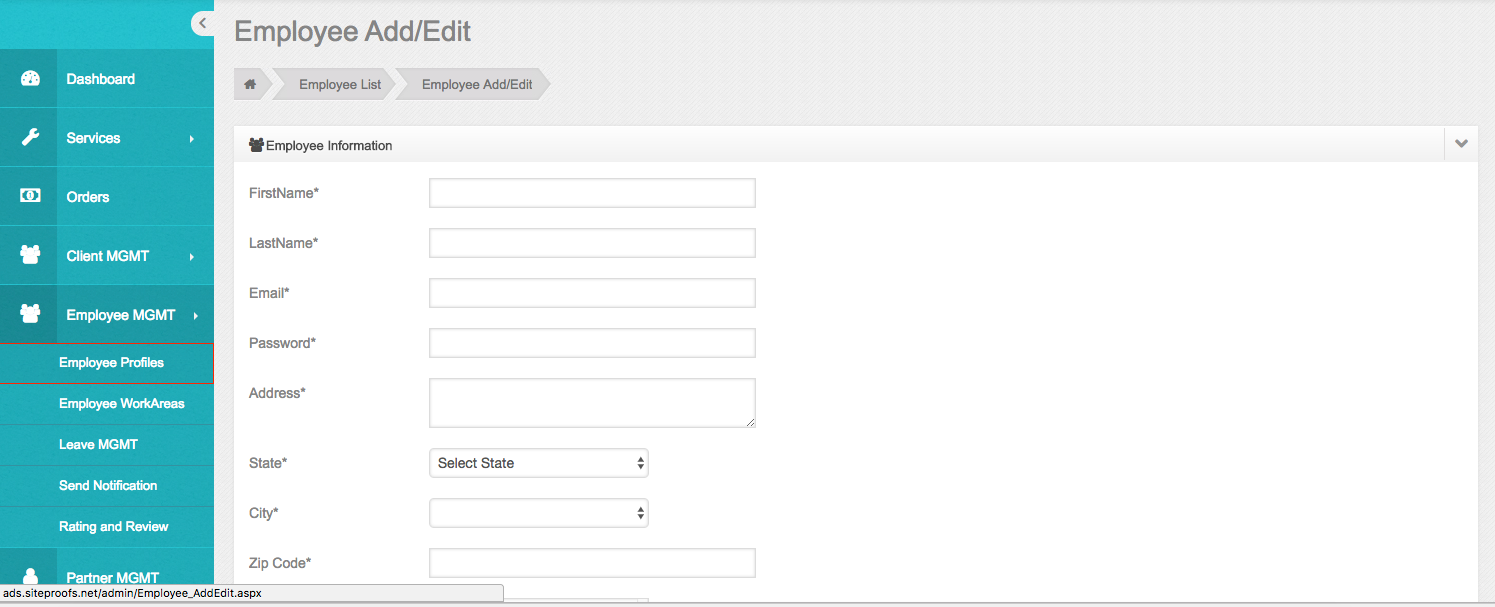 Employee Add/Edit
Employee List
Employee Add/Edit
Dashboard
Services
Orders
Client MGMT
Employee MGMT
Employee Profiles
Employee WorkAreas
Leave MGMT
Send Notification
Rating and Review
Partner MGMT
Employee Information
FirstName*
LastName*
Email*
Password*
Address*
State*
Select State
City*
Zip Code*
ads.siteproofs.net/admin/Employee_AddEdit.aspx